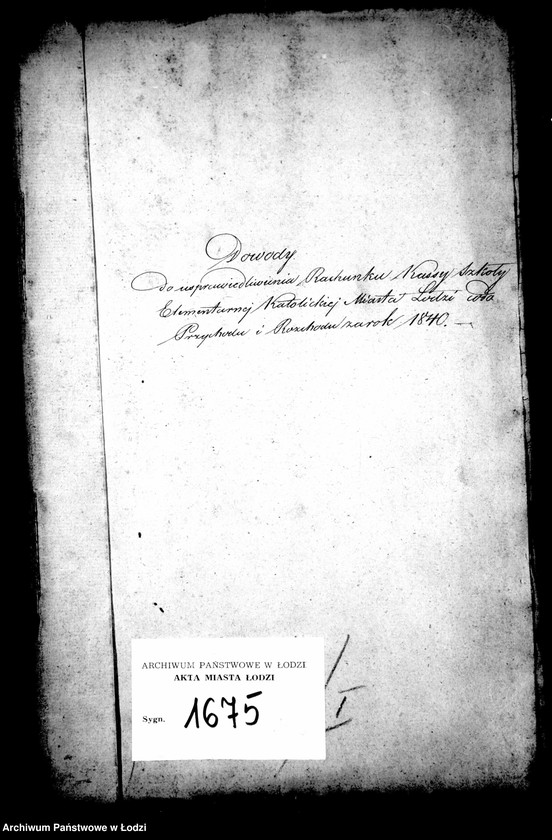 Dowody
do usprawiedliwienia Rachunku Kassy Szkoły
Elementarnej Katolickiej Miasta Łodzi co do
Przychodu i Rozchodu za rok 1840.
ARCHIWUM PAŃSTWOWE W ŁODZI
AKTA MIASTA ŁODZI
Sygn. 1675
I
Archiwum Państwowe w Łodzi